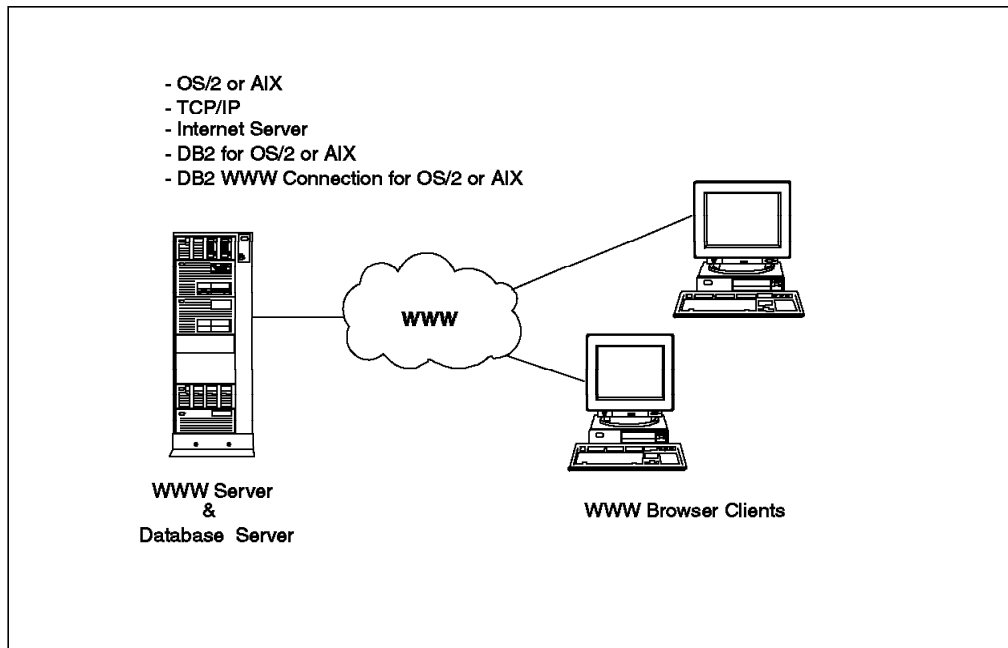 - OS/2 or AIX
- TCP/IP
- Internet Server
- DB2 for OS/2 or AIX
- DB2 WWW Connection for OS/2 or AIX
WWW
WWW Server
&
Database Server
WWW Browser Clients